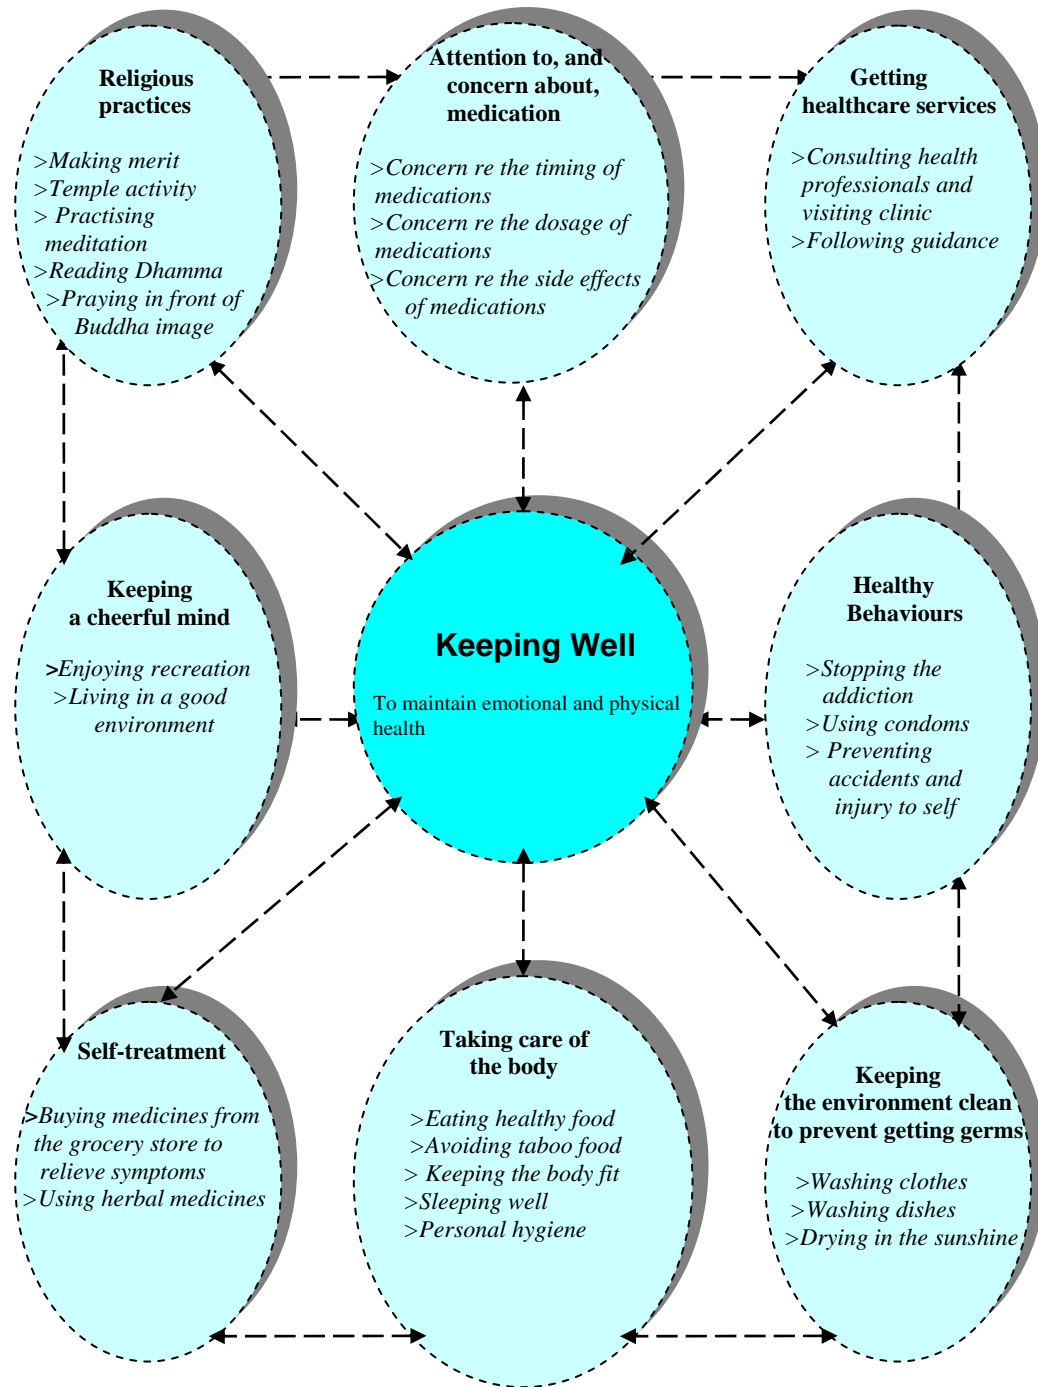 Religious
practices
>Making merit
>Temple activity
> Practising
meditation
>Reading Dhamma
>Praying in front of
Buddha image
Attention to, and
concern about,
medication
>Concern re the timing of
medications
>Concern re the dosage of
medications
>Concern re the side effects
of medications
Getting
healthcare services
>Consulting health
professionals and
visiting clinic
>Following guidance
Keeping
a cheerful mind
>Enjoying recreation
>Living in a good
environment
Keeping Well
To maintain emotional and physical
health
Healthy
Behaviours
>Stopping the
addiction
>Using condoms
> Preventing
accidents and
injury to self
Self-treatment
>Buying medicines from
the grocery store to
relieve symptoms
>Using herbal medicines
Taking care of
the body
>Eating healthy food
>Avoiding taboo food
> Keeping the body fit
>Sleeping well
>Personal hygiene
Keeping
the environment clean
to prevent getting germs
>Washing clothes
>Washing dishes
>Drying in the sunshine